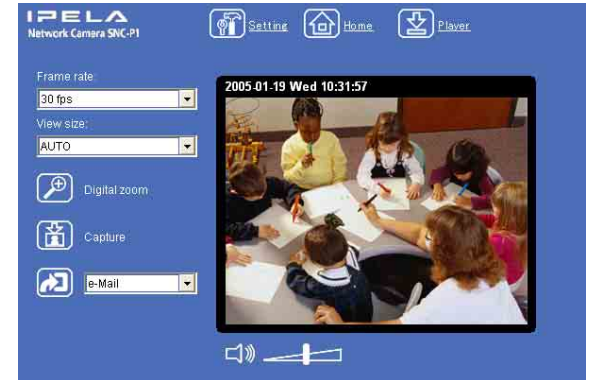 IPELA
Network Camera SNC-P1
Setting
Home
Player
Frame rate:
30 fps
View size:
AUTO
Digital zoom
Capture
e-Mail
2005-01-19 Wed 10:31:57